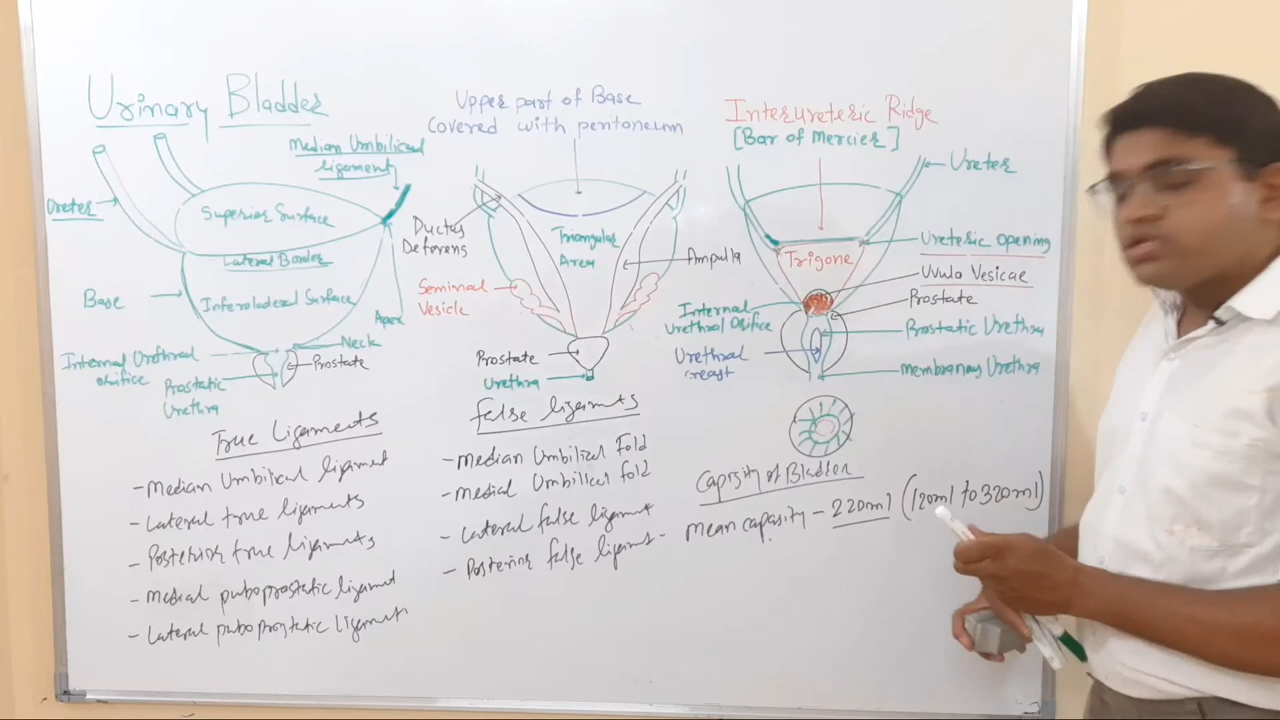 Urinary Bladder
Median Umbilical
ligament
Ureter
Superior Surface
Lateral Border
Base
Inferolateral Surface
Apex
Internal Urethral
orifice
Neck
Prostate
Prostatic
Urethra
Upper part of Base
Covered with peritoneum
Ductus
Deferens
Triangular
Area
Ampulla
Seminal
Vesicle
Prostate
Urethra
Interureteric Ridge
[Bar of Mercier]
Ureter
Ureteric opening
Trigone
Uvula Vesicae
Prostate
Internal
Urethral Orifice
Prostatic Urethra
Urethral
creast
membranay Urethra
True Ligaments
- Median Umbilical ligament
- Lateral true ligaments
- Posterior true ligaments
- Medial puboprostatic ligament
- Lateral puboprostatic Ligament
false ligaments
- Median Umbilical Fold
- Medial Umbilical fold
- Lateral false ligament
- Posterior false ligament -
Capisity of Bladder
Mean capasity - 220ml (120ml to 320ml)